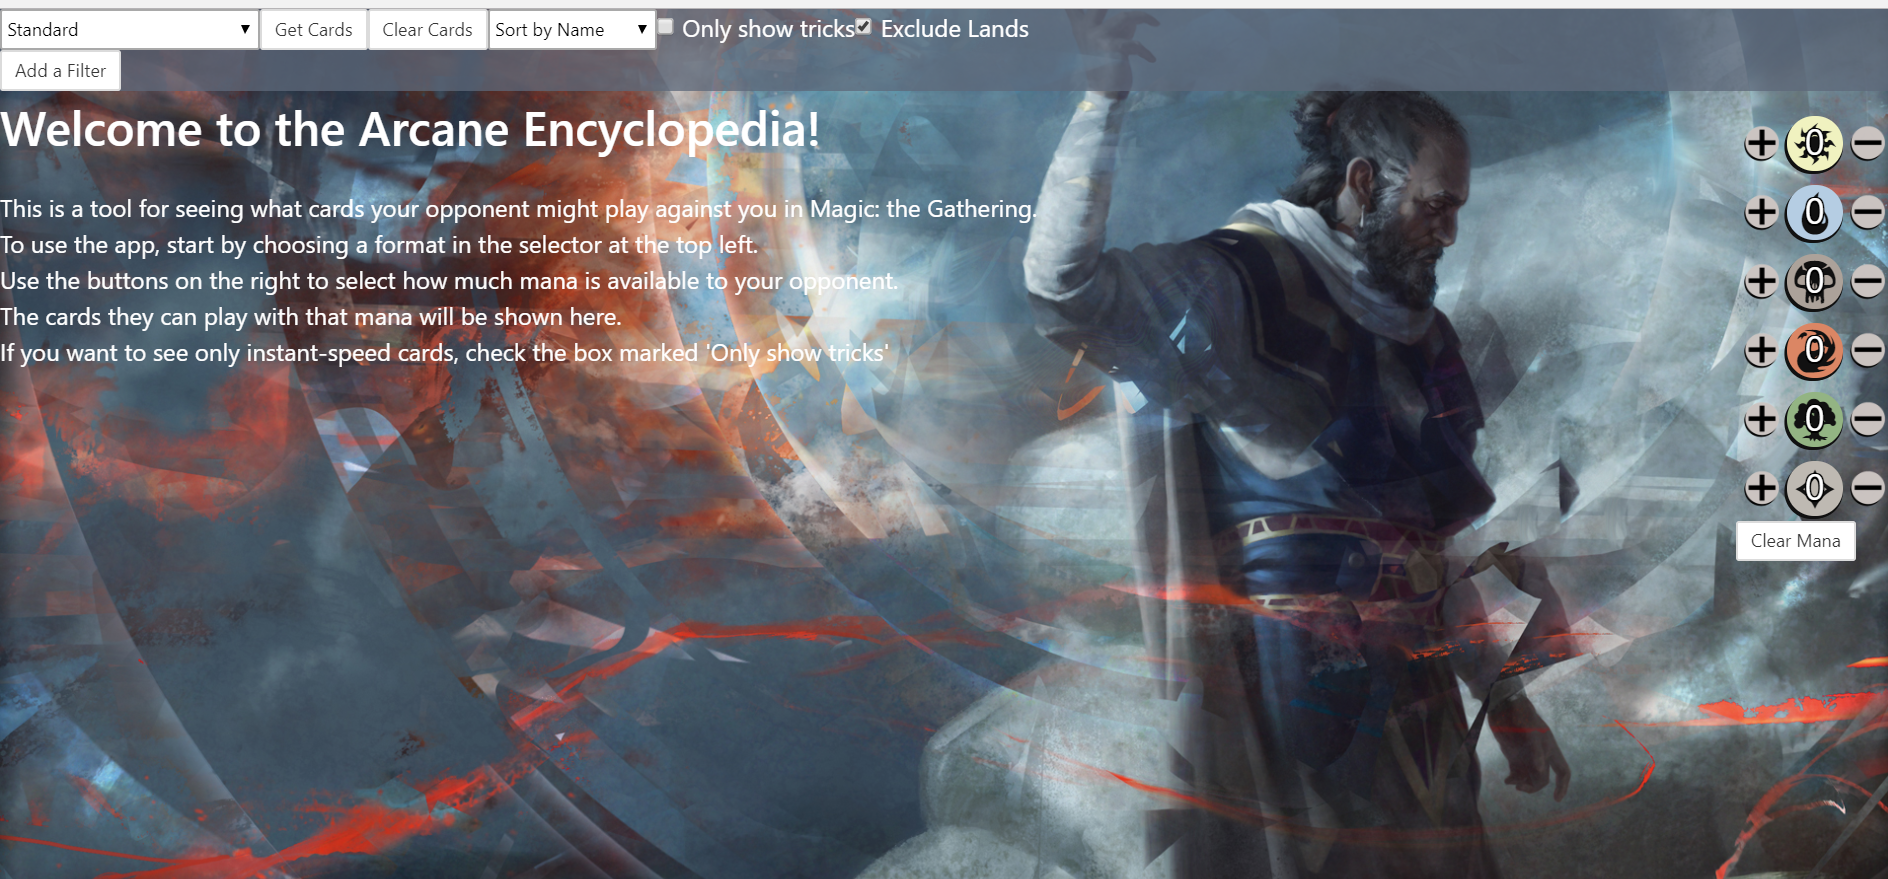 Standard Get Cards Clear Cards Sort by Name Only show tricks Exclude Lands
Add a Filter
Welcome to the Arcane Encyclopedia!
This is a tool for seeing what cards your opponent might play against you in Magic: the Gathering.
To use the app, start by choosing a format in the selector at the top left.
Use the buttons on the right to select how much mana is available to your opponent.
The cards they can play with that mana will be shown here.
If you want to see only instant-speed cards, check the box marked 'Only show tricks'
0
0
0
0
0
0
Clear Mana